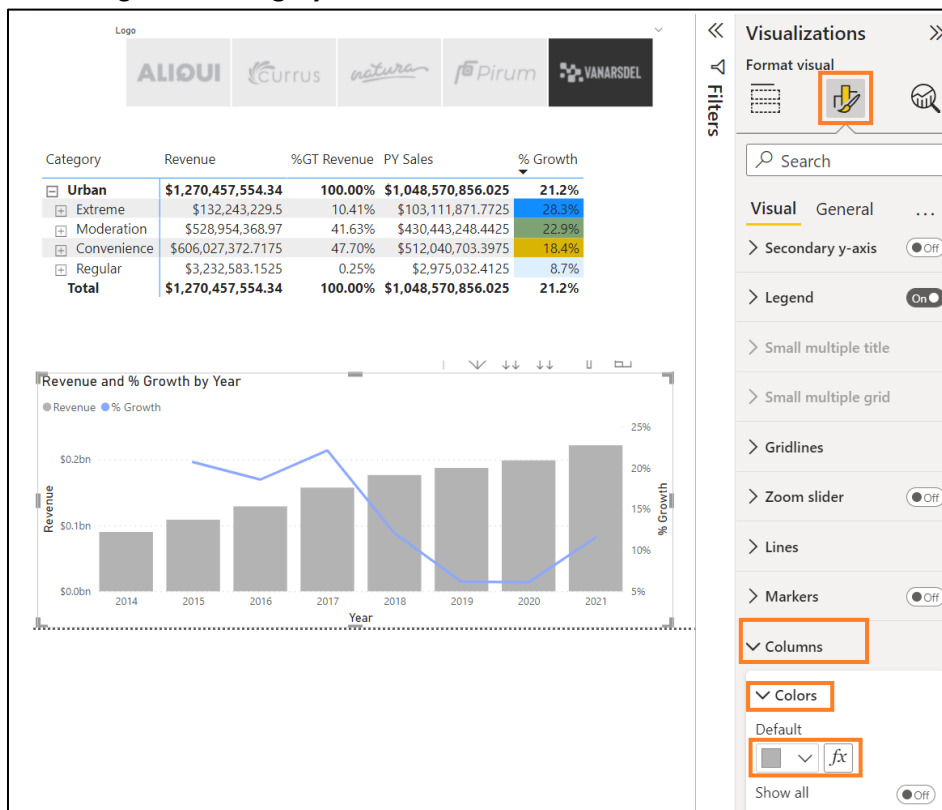 Logo
ALIQUI Currus natura Pirum VANARSDEL
Category Revenue %GT Revenue PY Sales % Growth
Urban $1,270,457,554.34 100.00% $1,048,570,856.025 21.2%
Extreme $132,243,229.5 10.41% $103,111,871.7725 28.3%
Moderation $528,954,368.97 41.63% $430,443,248.4425 22.9%
Convenience $606,027,372.7175 47.70% $512,040,703.3975 18.4%
Regular $3,232,583.1525 0.25% $2,975,032.4125 8.7%
Total $1,270,457,554.34 100.00% $1,048,570,856.025 21.2%
Revenue and % Growth by Year
Revenue % Growth
25%
$0.2bn
20%
Revenue
15%
% Growth
$0.1bn
10%
$0.0bn
5%
2014 2015 2016 2017 2018 2019 2020 2021
Year
Filters
Visualizations
Format visual
Search
Visual General ...
Secondary y-axis Off
Legend On
Small multiple title
Small multiple grid
Gridlines
Zoom slider Off
Lines
Markers Off
Columns
Colors
Default
fx
Show all Off